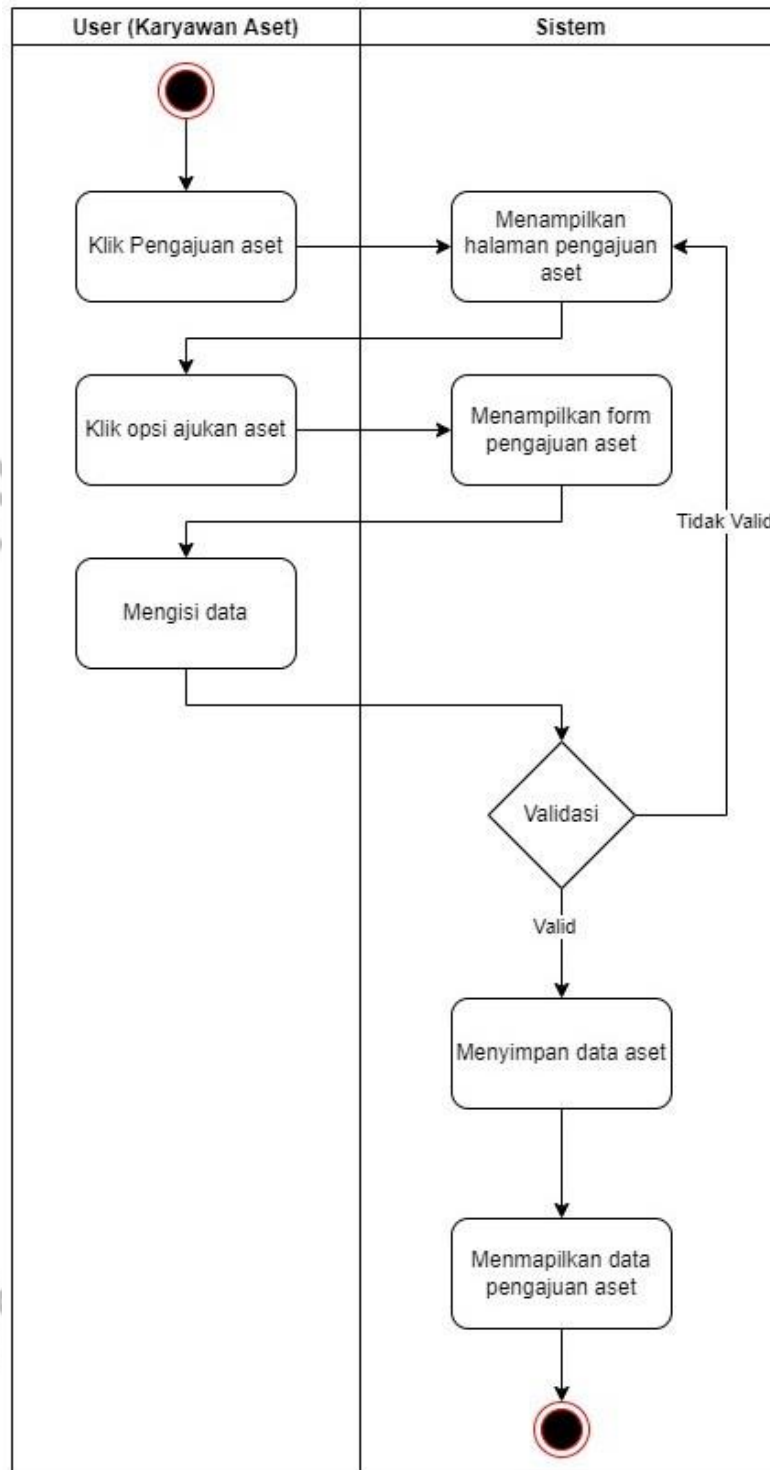 User (Karyawan Aset)
Sistem
Klik Pengajuan aset
Menampilkan
halaman pengajuan
aset
Klik opsi ajukan aset
Menampilkan form
pengajuan aset
Tidak Valid
Mengisi data
Validasi
Valid
Menyimpan data aset
Menmapilkan data
pengajuan aset